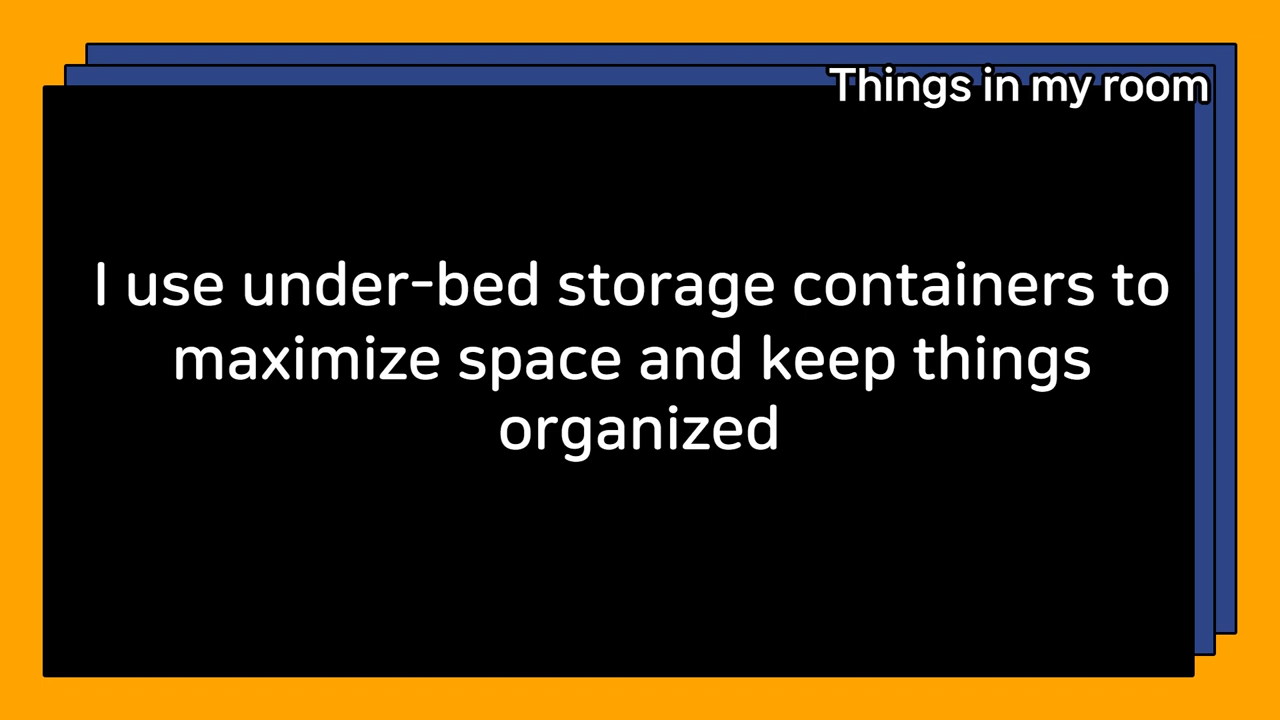 Things in my room
I use under-bed storage containers to
maximize space and keep things
organized